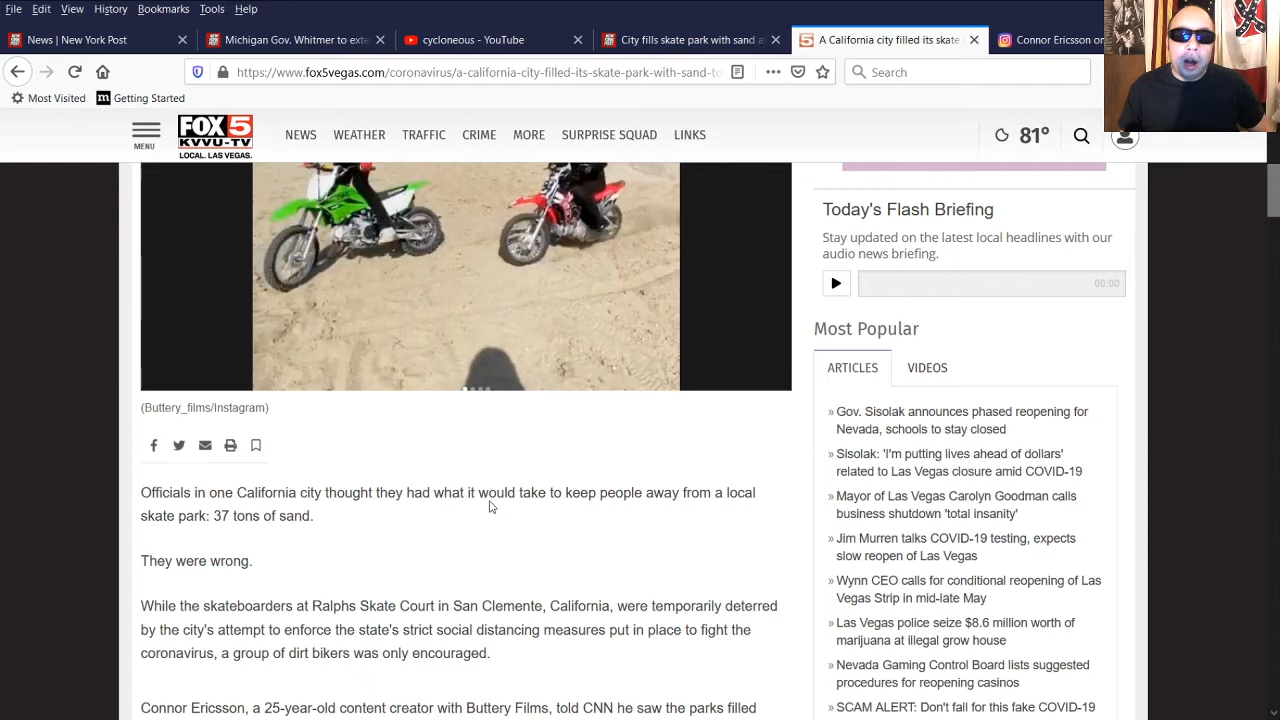 File Edit View History Bookmarks Tools Help
News | New York Post
Michigan Gov. Whitmer to exte
cycloneous - YouTube
City fills skate park with sand a
A California city filled its skate
Connor Ericsson on
https://www.fox5vegas.com/coronavirus/a-california-city-filled-its-skate-park-with-sand-to
Search
Most Visited
Getting Started
MENU
FOX 5
KVVU-TV
LOCAL. LAS VEGAS.
NEWS WEATHER TRAFFIC CRIME MORE SURPRISE SQUAD LINKS
81°
(Buttery_films/Instagram)
Officials in one California city thought they had what it would take to keep people away from a local
skate park: 37 tons of sand.
They were wrong.
While the skateboarders at Ralphs Skate Court in San Clemente, California, were temporarily deterred
by the city's attempt to enforce the state's strict social distancing measures put in place to fight the
coronavirus, a group of dirt bikers was only encouraged.
Connor Ericsson, a 25-year-old content creator with Buttery Films, told CNN he saw the parks filled
Today's Flash Briefing
Stay updated on the latest local headlines with our
audio news briefing.
00:00
Most Popular
ARTICLES VIDEOS
» Gov. Sisolak announces phased reopening for
Nevada, schools to stay closed
» Sisolak: 'I'm putting lives ahead of dollars'
related to Las Vegas closure amid COVID-19
» Mayor of Las Vegas Carolyn Goodman calls
business shutdown 'total insanity'
» Jim Murren talks COVID-19 testing, expects
slow reopen of Las Vegas
» Wynn CEO calls for conditional reopening of Las
Vegas Strip in mid-late May
» Las Vegas police seize $8.6 million worth of
marijuana at illegal grow house
» Nevada Gaming Control Board lists suggested
procedures for reopening casinos
» SCAM ALERT: Don't fall for this fake COVID-19